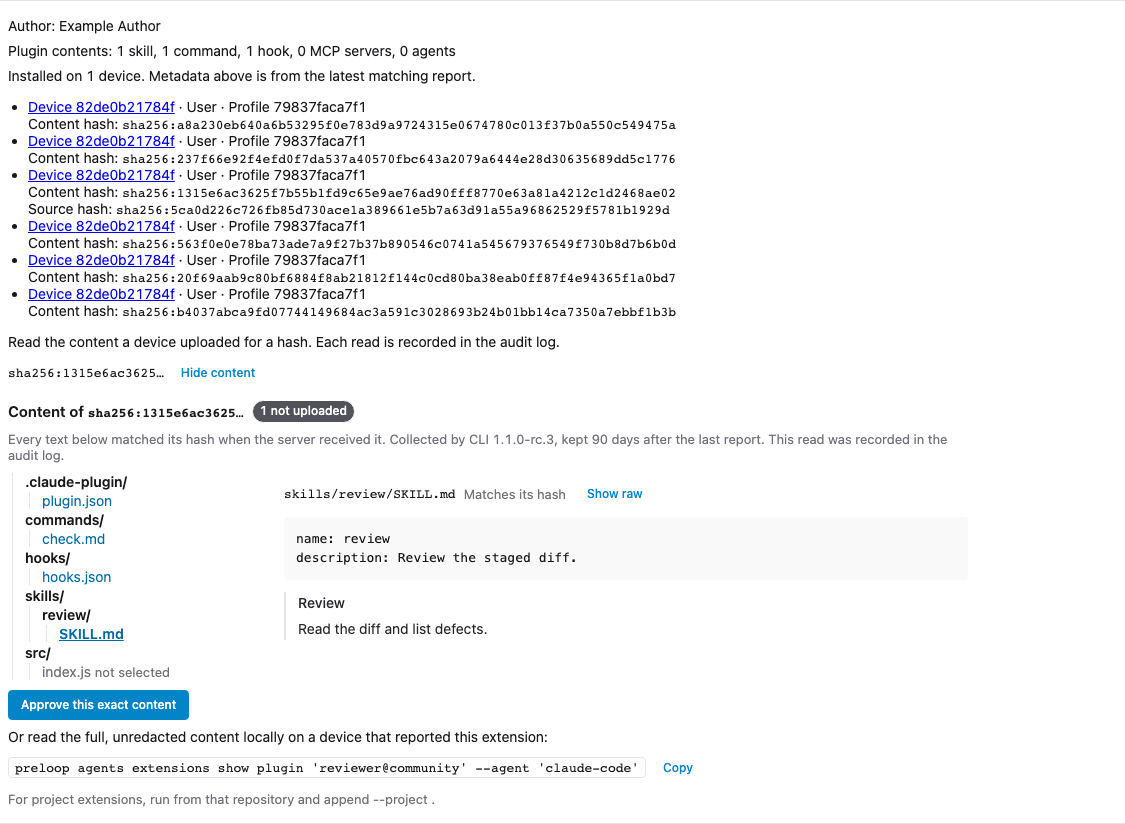 Author: Example Author
Plugin contents: 1 skill, 1 command, 1 hook, 0 MCP servers, 0 agents
Installed on 1 device. Metadata above is from the latest matching report.
• Device 82de0b21784f · User · Profile 79837faca7f1
Content hash: sha256:a8a230eb640a6b53295f0e783d9a9724315e0674780c013f37b0a550c549475a
• Device 82de0b21784f · User · Profile 79837faca7f1
Content hash: sha256:237f66e92f4efd0f7da537a40570fbc643a2079a6444e28d30635689dd5c1776
• Device 82de0b21784f · User · Profile 79837faca7f1
Content hash: sha256:1315e6ac3625f7b55b1fd9c65e9ae76ad90fff8770e63a81a4212c1d2468ae02
Source hash: sha256:5ca0d226c726fb85d730ace1a389661e5b7a63d91a55a96862529f5781b1929d
• Device 82de0b21784f · User · Profile 79837faca7f1
Content hash: sha256:563f0e0e78ba73ade7a9f27b37b890546c0741a545679376549f730b8d7b6b0d
• Device 82de0b21784f · User · Profile 79837faca7f1
Content hash: sha256:20f69aab9c80bf6884f8ab21812f144c0cd80ba38eab0ff87f4e94365f1a0bd7
• Device 82de0b21784f · User · Profile 79837faca7f1
Content hash: sha256:b4037abca9fd07744149684ac3a591c3028693b24b01bb14ca7350a7ebbf1b3b
Read the content a device uploaded for a hash. Each read is recorded in the audit log.
sha256:1315e6ac3625… Hide content
Content of sha256:1315e6ac3625… 1 not uploaded
Every text below matched its hash when the server received it. Collected by CLI 1.1.0-rc.3, kept 90 days after the last report. This read was recorded in the
audit log.
.claude-plugin/
plugin.json
commands/
check.md
hooks/
hooks.json
skills/
review/
SKILL.md
src/
index.js not selected
skills/review/SKILL.md Matches its hash Show raw
name: review
description: Review the staged diff.
Review
Read the diff and list defects.
Approve this exact content
Or read the full, unredacted content locally on a device that reported this extension:
preloop agents extensions show plugin 'reviewer@community' --agent 'claude-code' Copy
For project extensions, run from that repository and append --project .